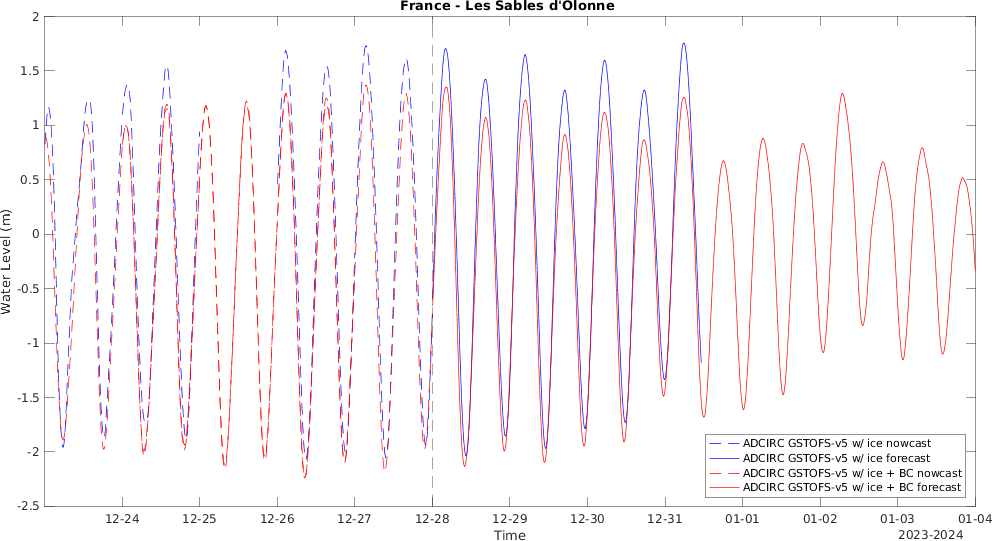 France - Les Sables d'Olonne
2
1.5
1
0.5
0
-0.5
-1
-1.5
-2
-2.5
Water Level (m)
ADCIRC GSTOFS-v5 w/ ice nowcast
ADCIRC GSTOFS-v5 w/ ice forecast
ADCIRC GSTOFS-v5 w/ ice + BC nowcast
ADCIRC GSTOFS-v5 w/ ice + BC forecast
12-24 12-25 12-26 12-27 12-28 12-29 12-30 12-31 01-01 01-02 01-03 01-04
Time
2023-2024